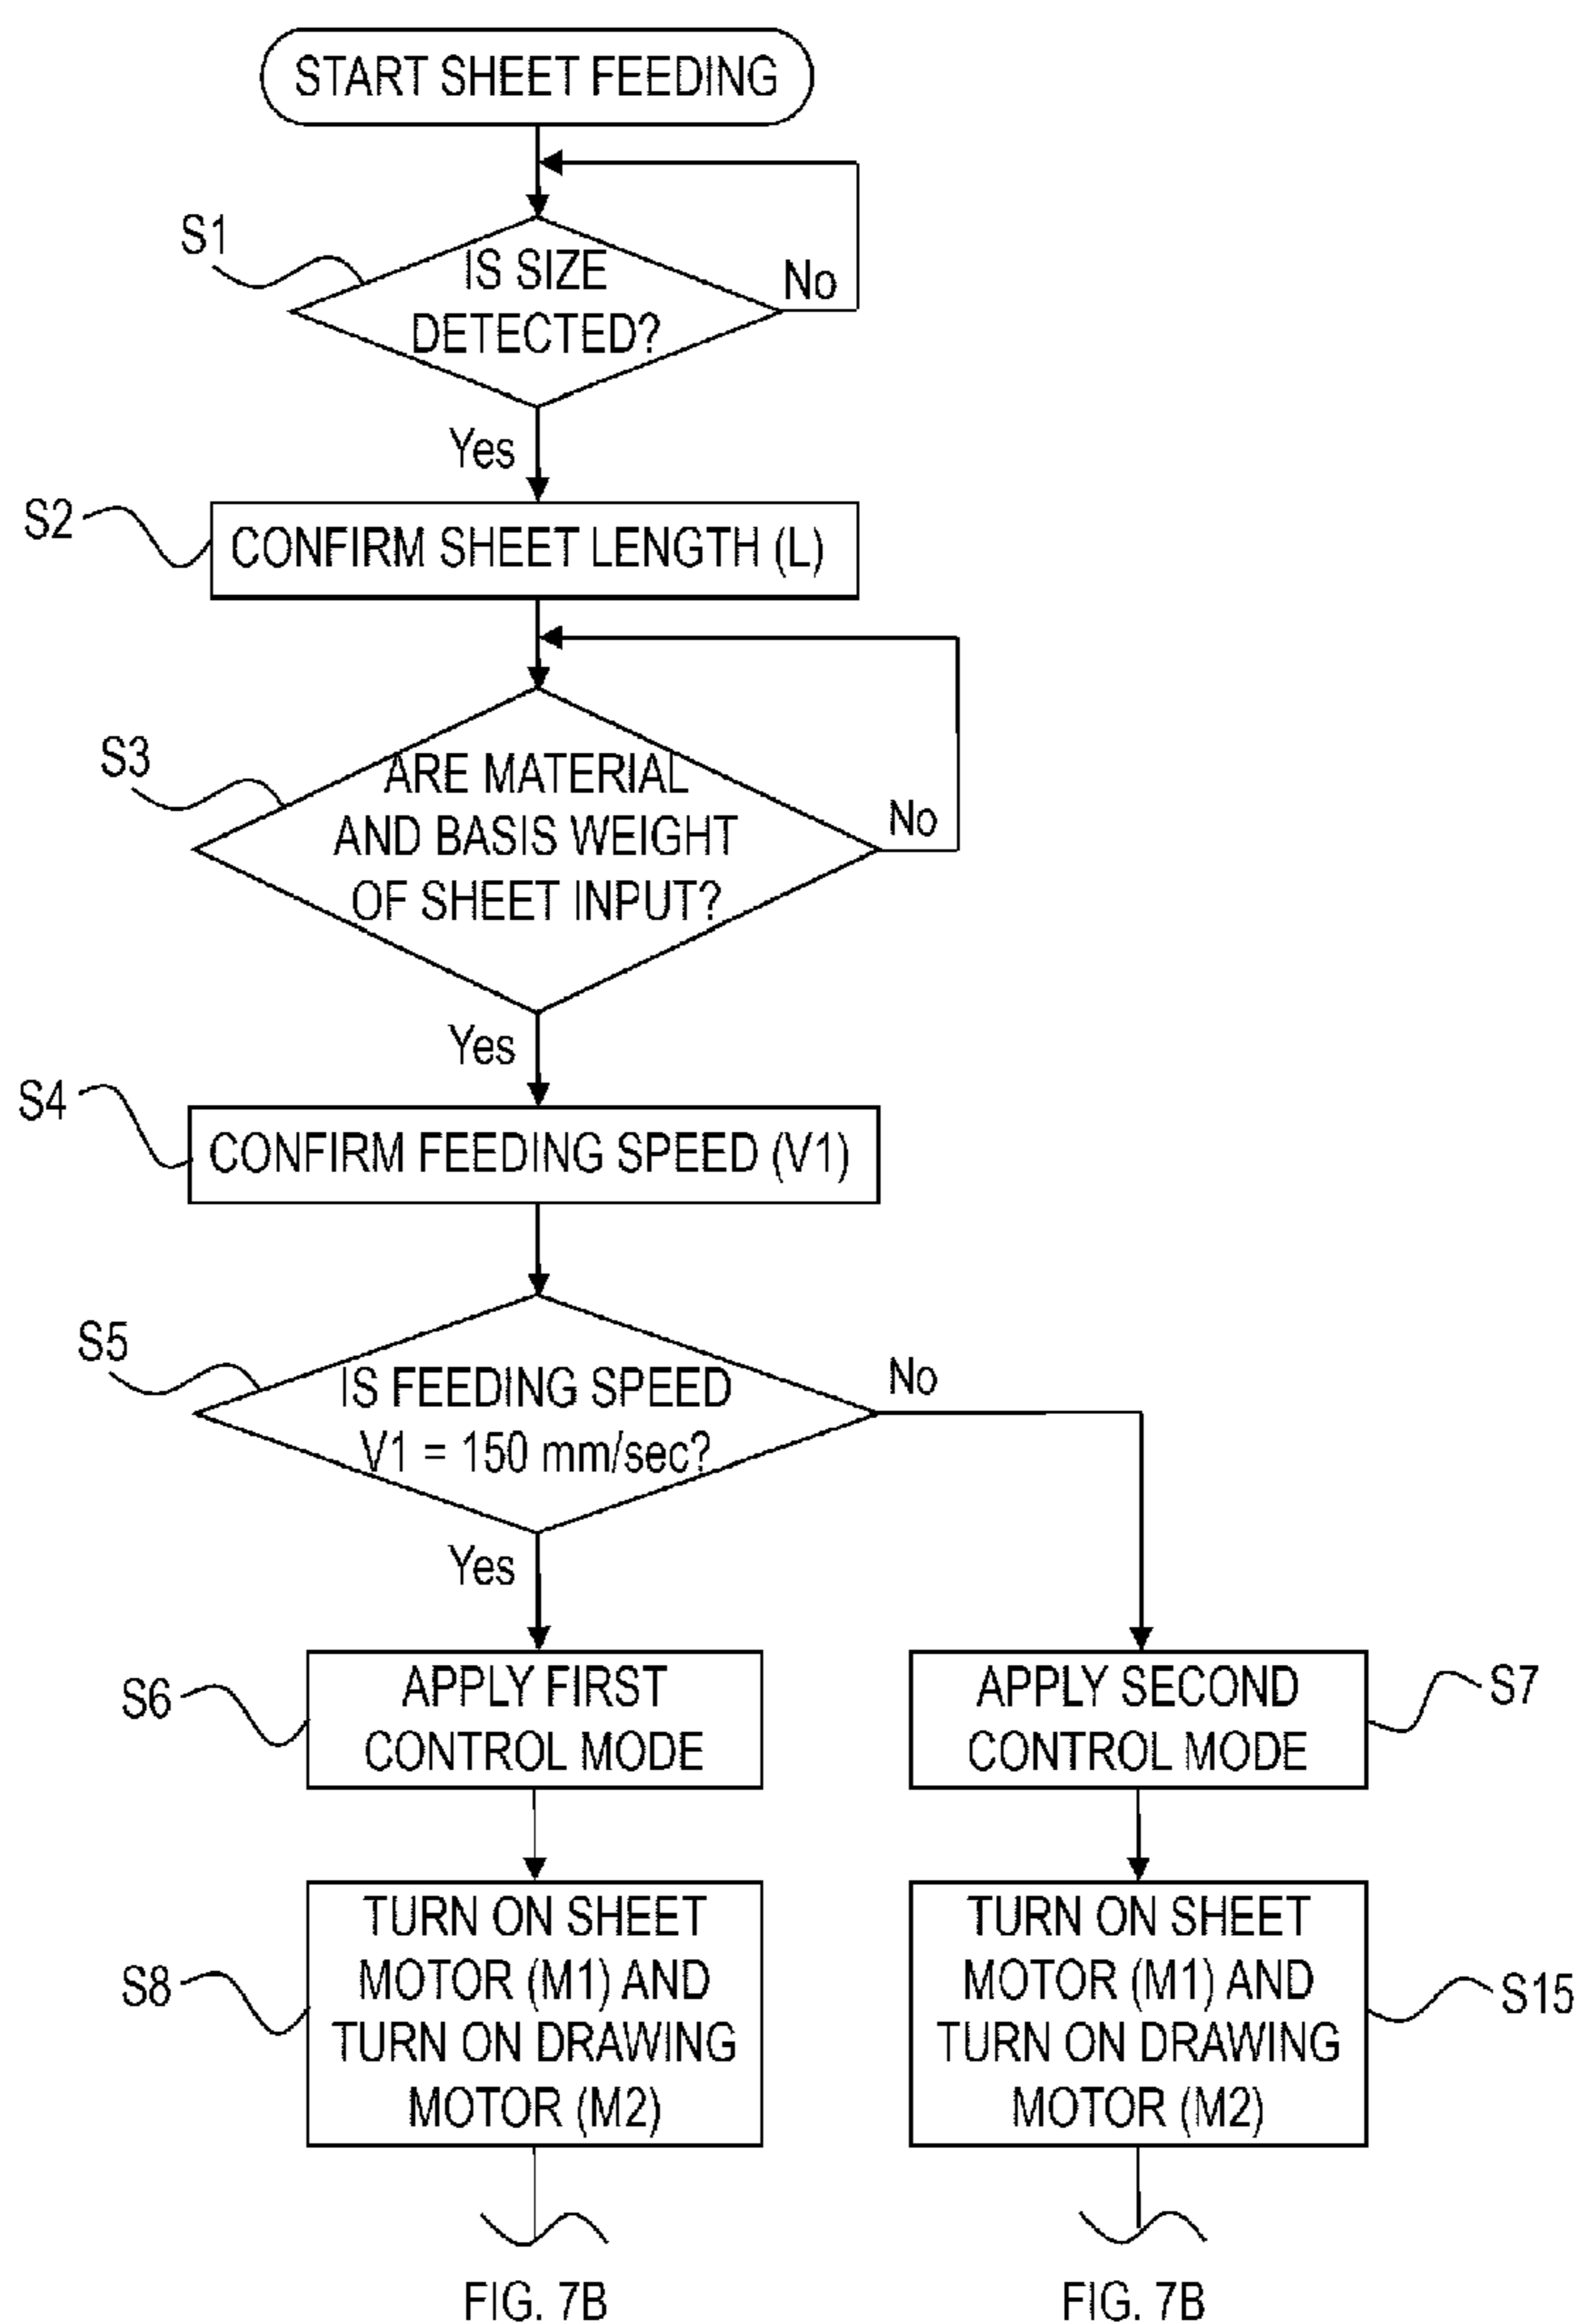 START SHEET FEEDING
S1
IS SIZE
DETECTED?
No
Yes
S2
CONFIRM SHEET LENGTH (L)
S3
ARE MATERIAL
AND BASIS WEIGHT
OF SHEET INPUT?
No
Yes
S4
CONFIRM FEEDING SPEED (V1)
S5
IS FEEDING SPEED
V1 = 150 mm/sec?
No
Yes
S6
APPLY FIRST
CONTROL MODE
APPLY SECOND
CONTROL MODE
S7
S8
TURN ON SHEET
MOTOR (M1) AND
TURN ON DRAWING
MOTOR (M2)
TURN ON SHEET
MOTOR (M1) AND
TURN ON DRAWING
MOTOR (M2)
S15
FIG. 7B
FIG. 7B